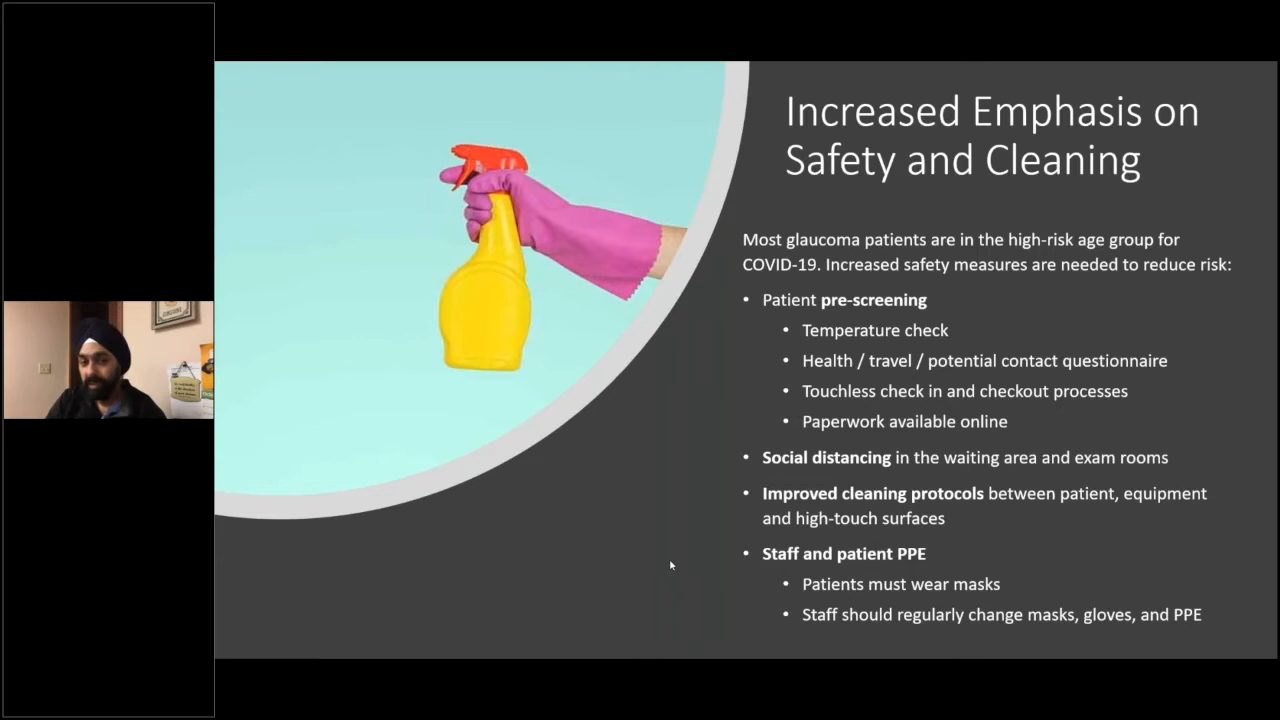 Increased Emphasis on
Safety and Cleaning
Most glaucoma patients are in the high-risk age group for
COVID-19. Increased safety measures are needed to reduce risk:
• Patient pre-screening
• Temperature check
• Health / travel / potential contact questionnaire
• Touchless check in and checkout processes
• Paperwork available online
• Social distancing in the waiting area and exam rooms
• Improved cleaning protocols between patient, equipment
and high-touch surfaces
• Staff and patient PPE
• Patients must wear masks
• Staff should regularly change masks, gloves, and PPE